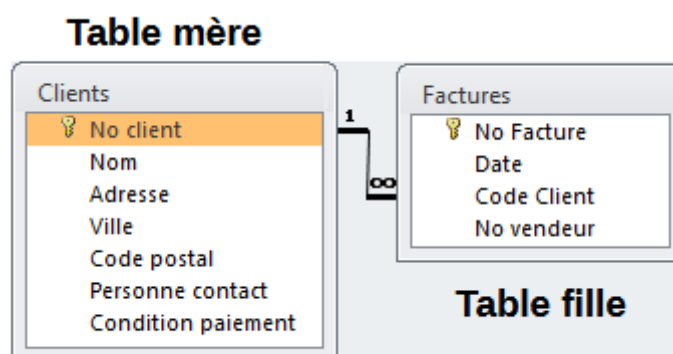 Table mère
Clients
No client
Nom
Adresse
Ville
Code postal
Personne contact
Condition paiement
1
∞
Factures
No Facture
Date
Code Client
No vendeur
Table fille